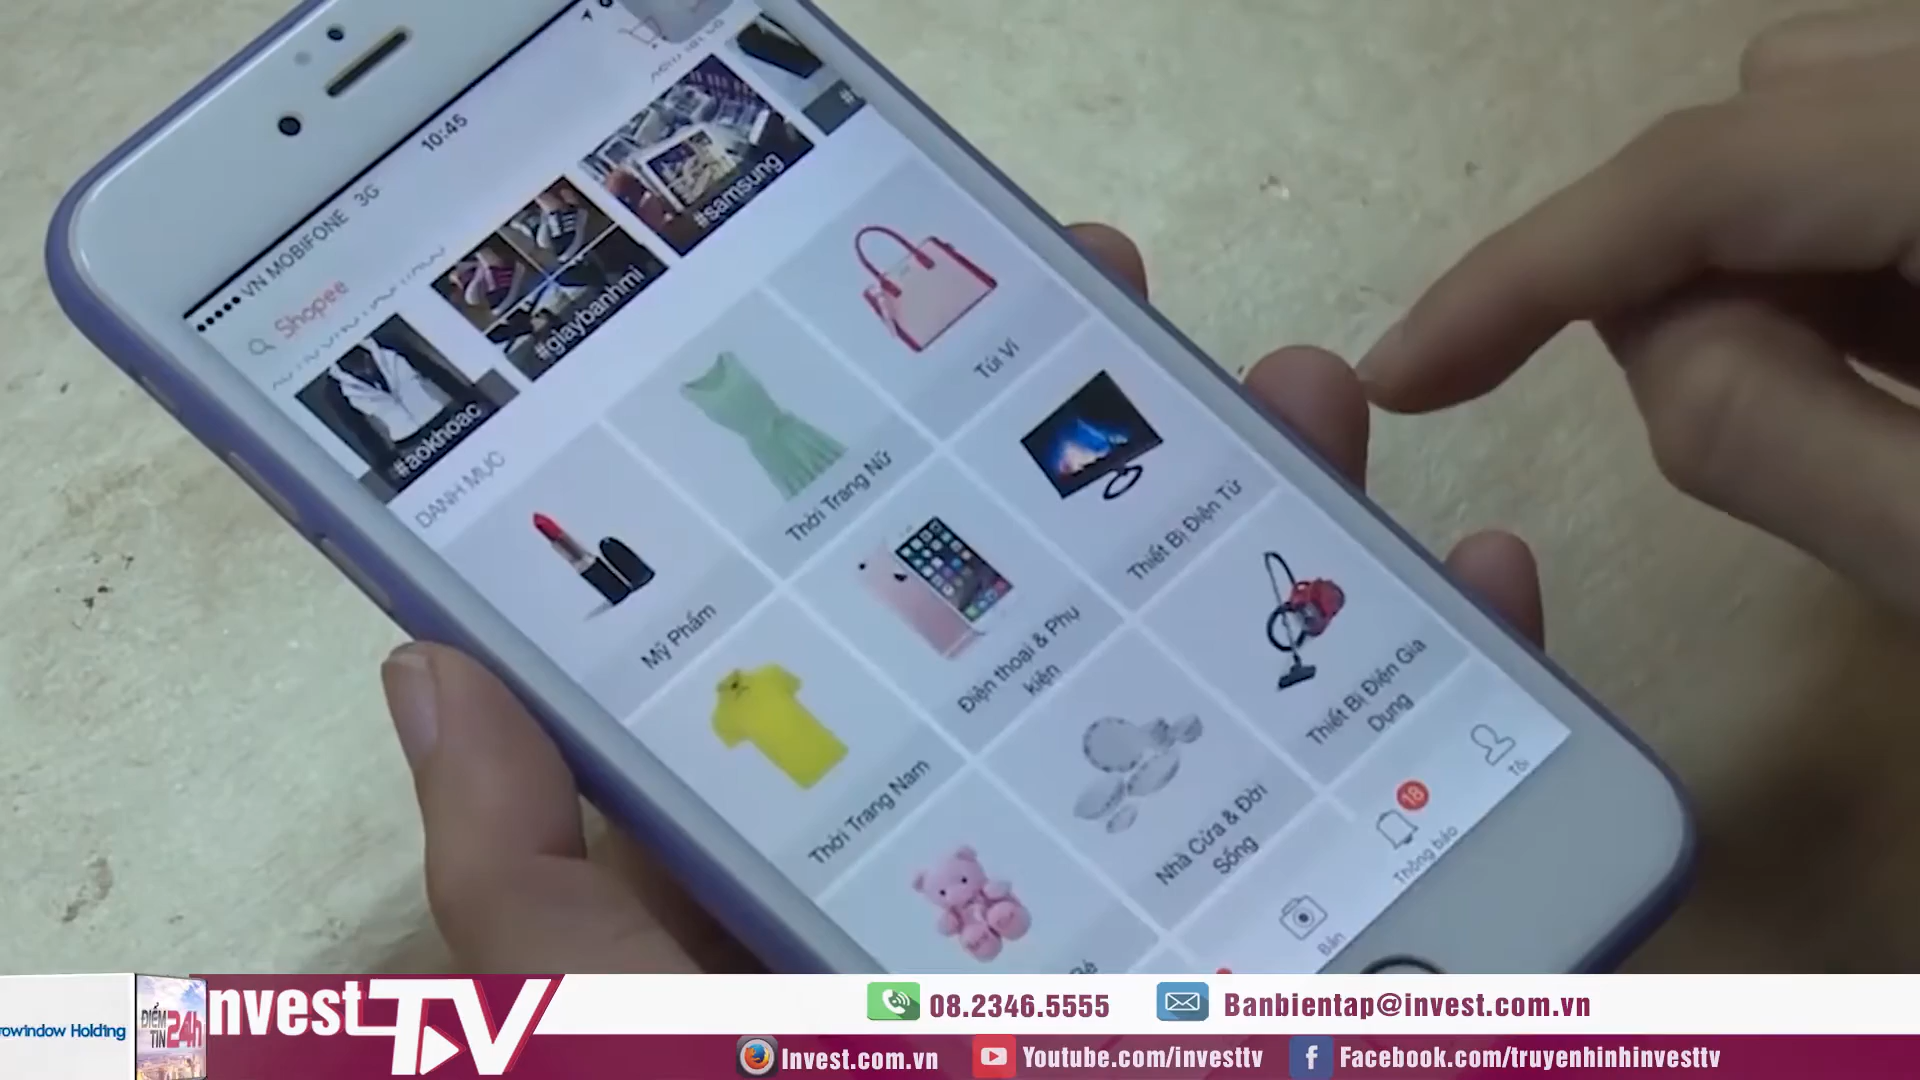 VN MOBIFONE 3G
10:45
Shopee
#aokhoac
#giaybanhmi
#samsung
DANH MỤC
Mỹ Phẩm
Thời Trang Nữ
Túi Ví
Thời Trang Nam
Điện thoại & Phụ
kiện
Thiết Bị Điện Tử
Nhà Cửa & Đời
Sống
Thiết Bị Điện Gia
Dụng
Bán
18
Thông báo
Tôi
rowindow Holding
ĐIỂM
TIN 24h
InvestTV
08.2346.5555
Banbientap@invest.com.vn
Invest.com.vn
Youtube.com/investtv
Facebook.com/truyenhinhinvesttv